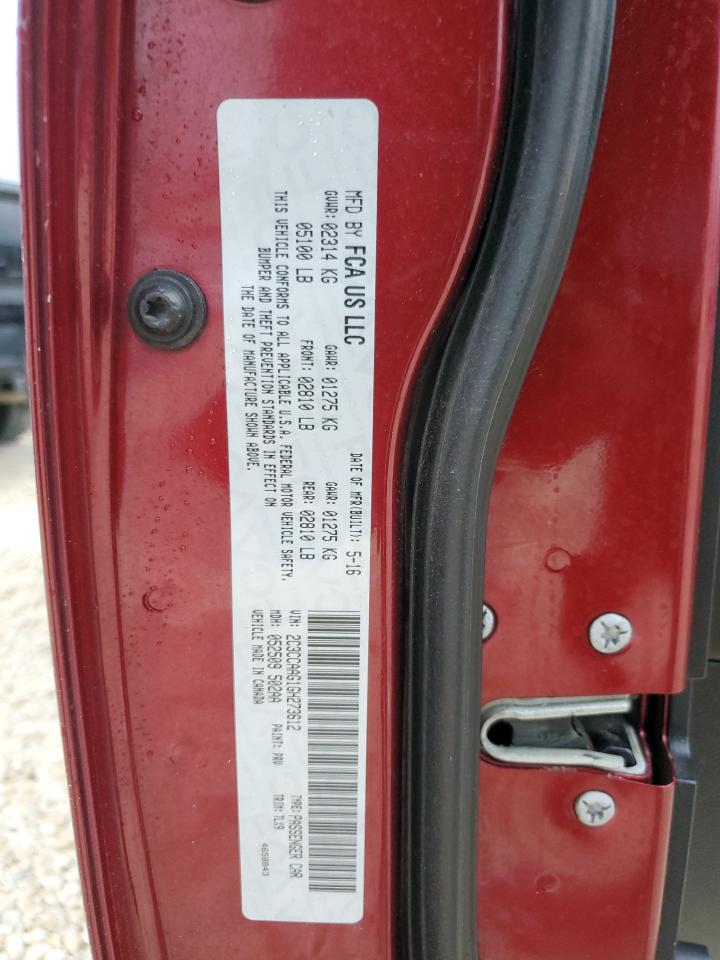 MFD BY FCA US LLC
DATE OF MFR(BUILT): 5-16
GVWR: 02314 KG
GAWR: 01275 KG
GAWR: 01275 KG
05100 LB
FRONT: 02810 LB
REAR: 02810 LB
THIS VEHICLE CONFORMS TO ALL APPLICABLE U.S.A. FEDERAL MOTOR VEHICLE SAFETY,
BUMPER AND THEFT PREVENTION STANDARDS IN EFFECT ON
THE DATE OF MANUFACTURE SHOWN ABOVE.
VIN: 2C3CCAAG1GH273612
TYPE: PASSENGER CAR
MDH: 052509 502AA
PAINT: PRV
TRIM: TLX9
VEHICLE MADE IN CANADA
4658843